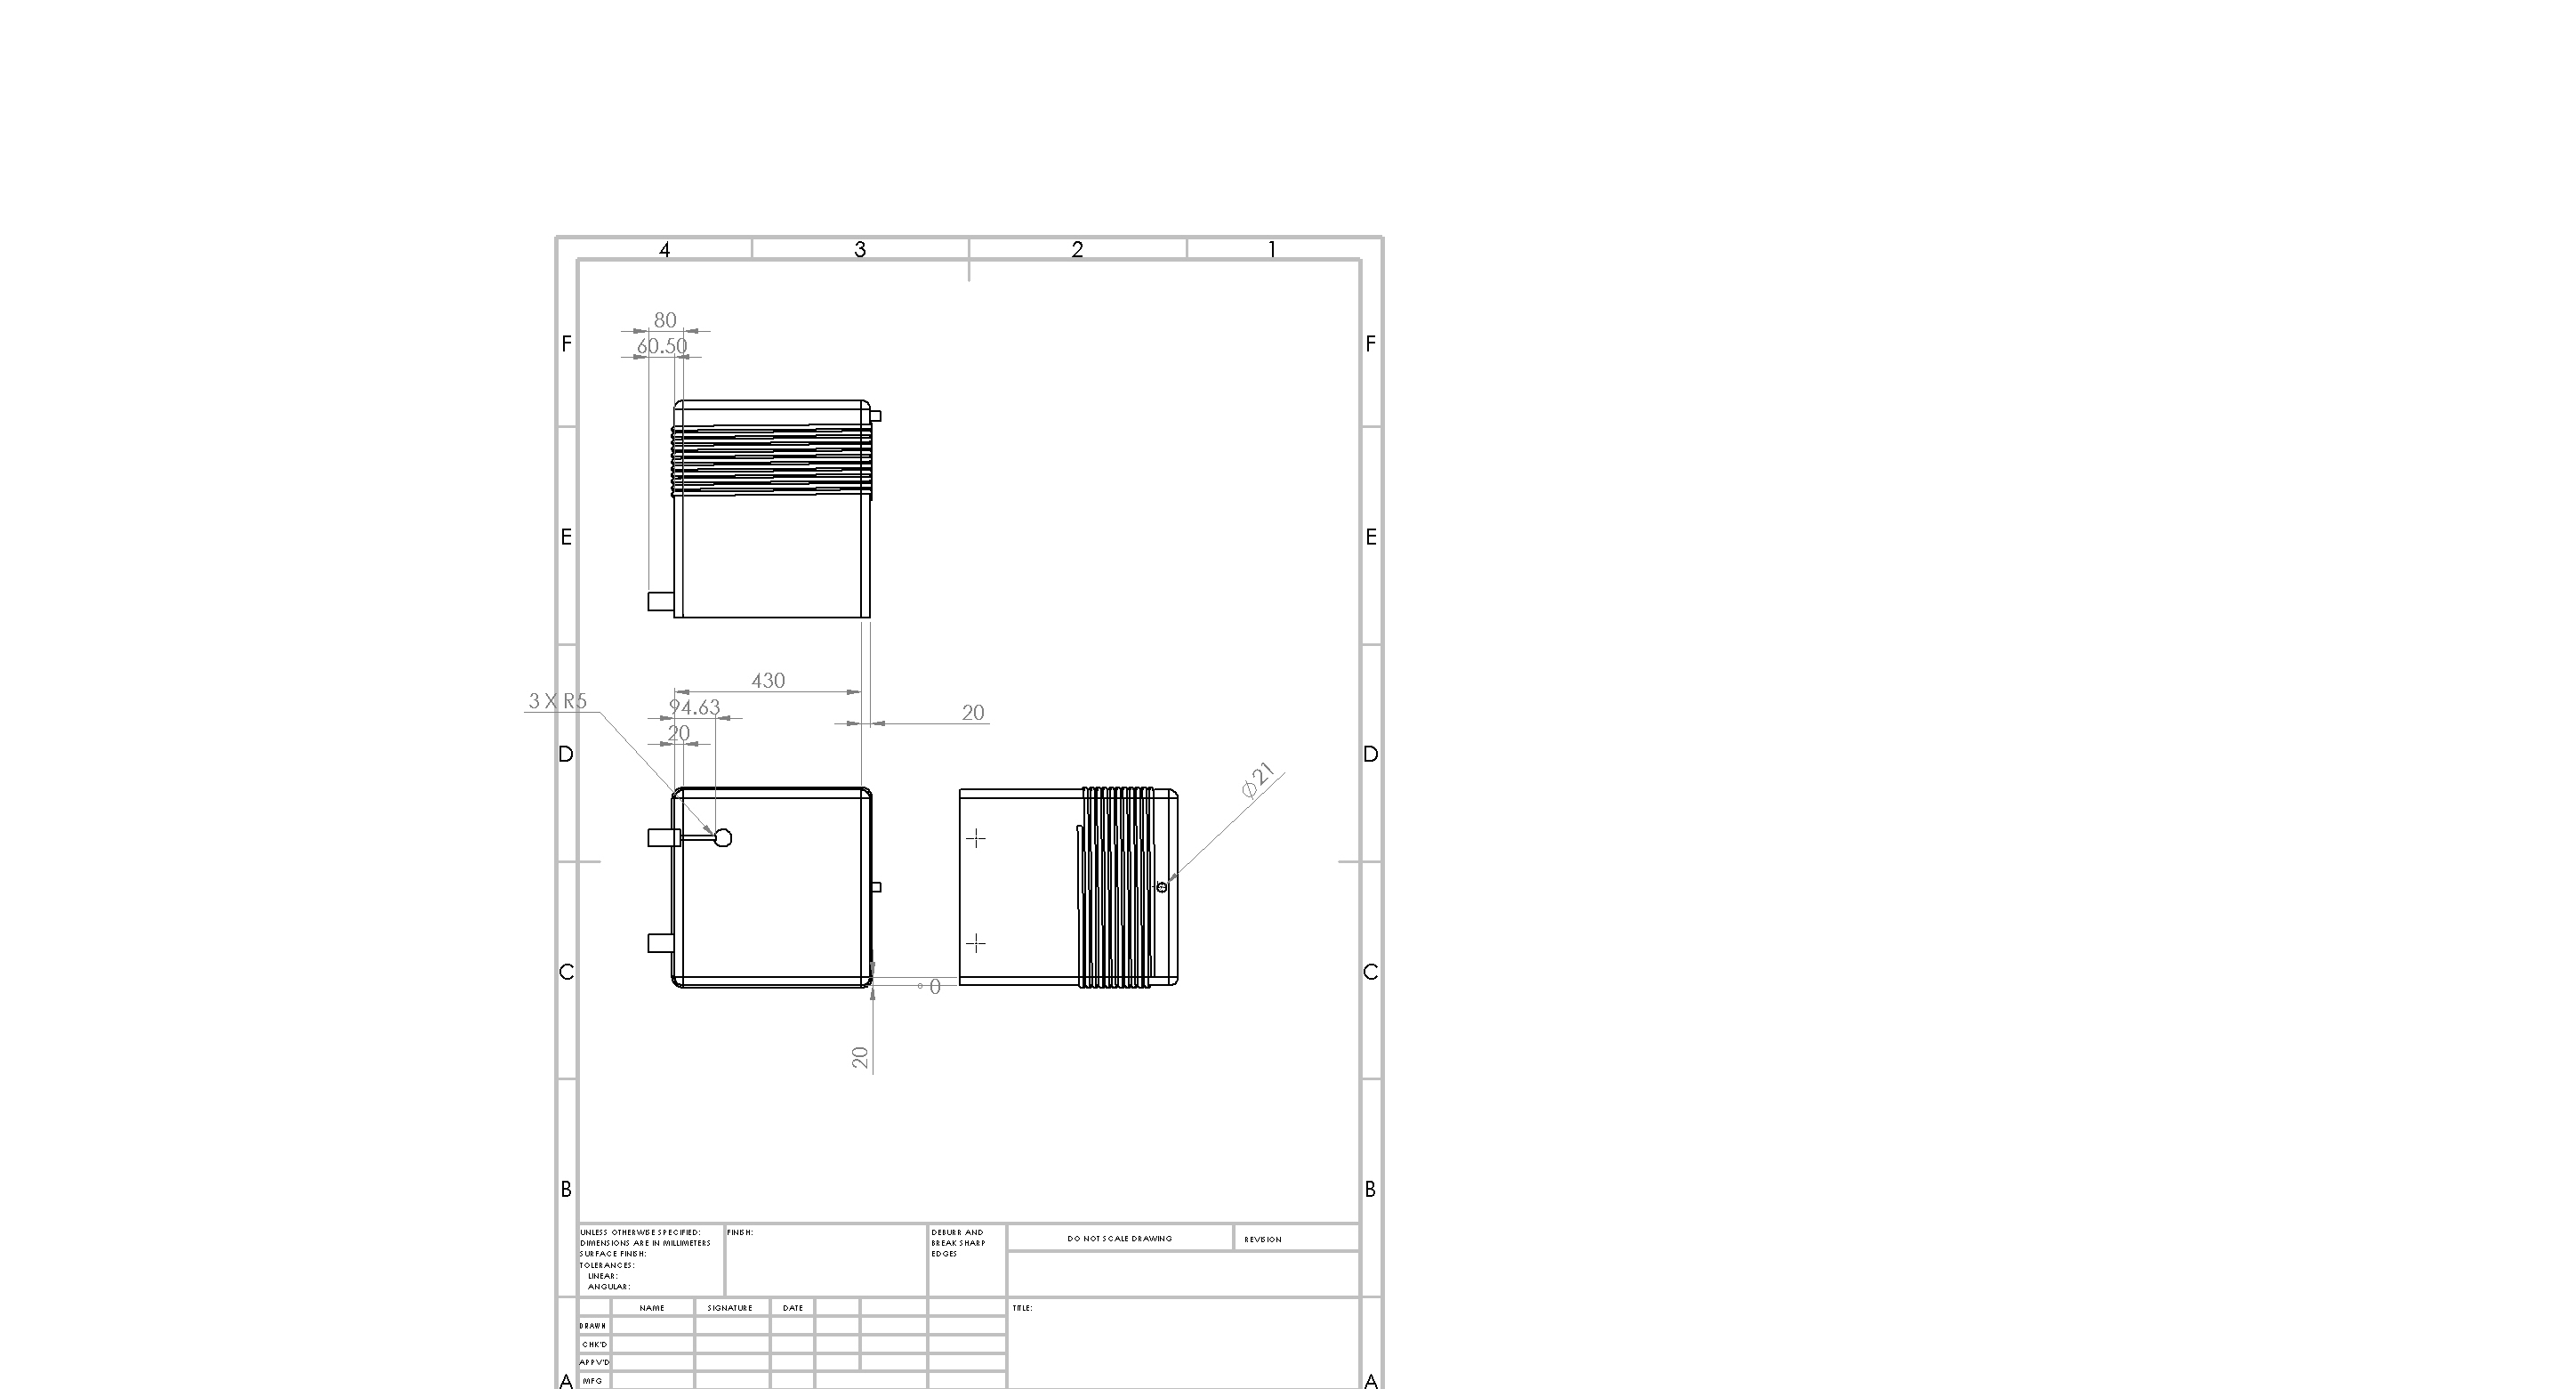 4 3 2 1
80
F F
60.50
E E
430
3 X R5
94.63
20
20
D D
Ø21
C C
0
20
B B
UNLESS OTHERWISE SPECIFIED:
DIMENSIONS ARE IN MILLIMETERS
SURFACE FINISH:
TOLERANCES:
LINEAR:
ANGULAR:
FINISH:
DEBURR AND
BREAK SHARP
EDGES
DO NOT SCALE DRAWING
REVISION
NAME SIGNATURE DATE
TITLE:
DRAWN
CHK'D
APPV'D
MFG
A A